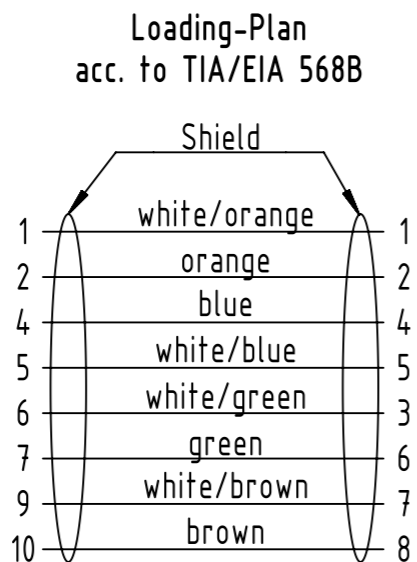 Loading-Plan
acc. to TIA/EIA 568B
Shield
1 white/orange 1
2 orange 2
4 blue 4
5 white/blue 5
6 white/green 3
7 green 6
9 white/brown 7
10 brown 8